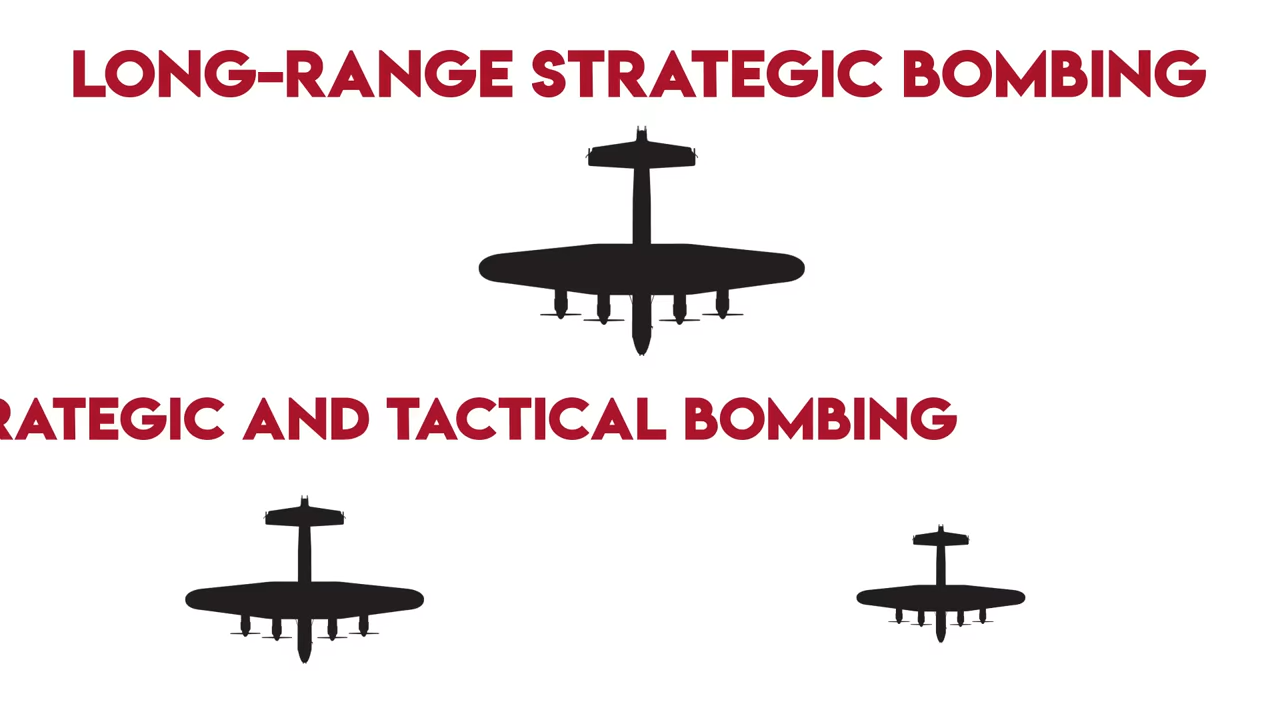 LONG-RANGE STRATEGIC BOMBING
RATEGIC AND TACTICAL BOMBING